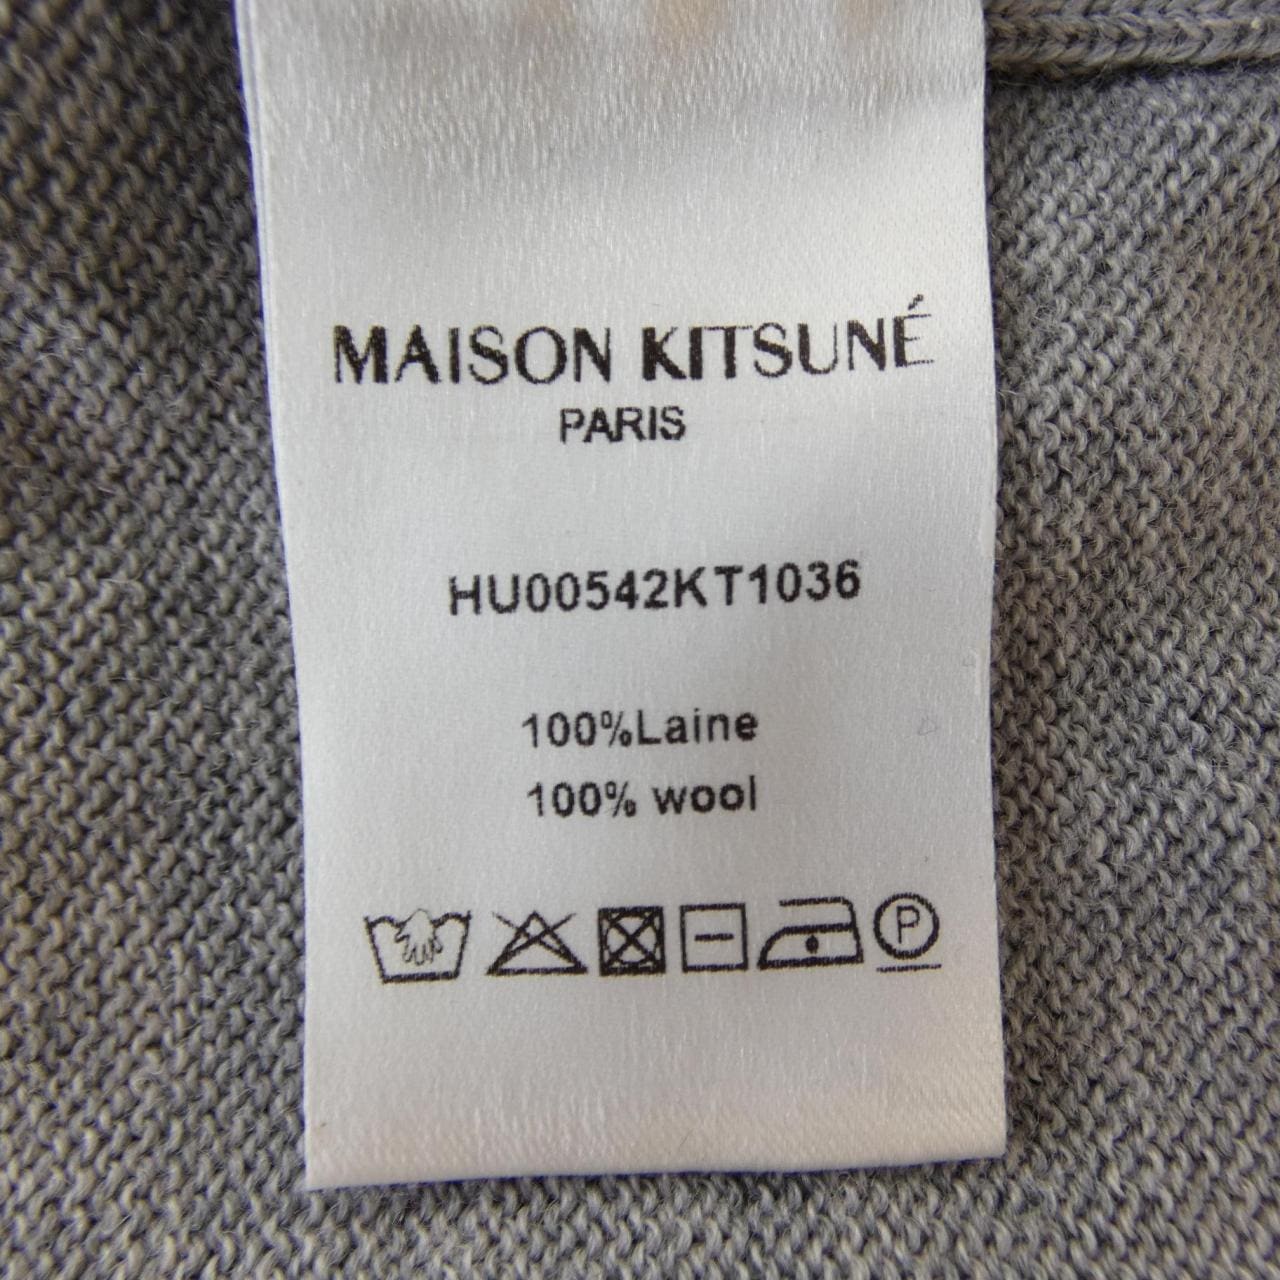 MAISON KITSUNÉ
PARIS
HU00542KT1036
100%Laine
100% wool
P